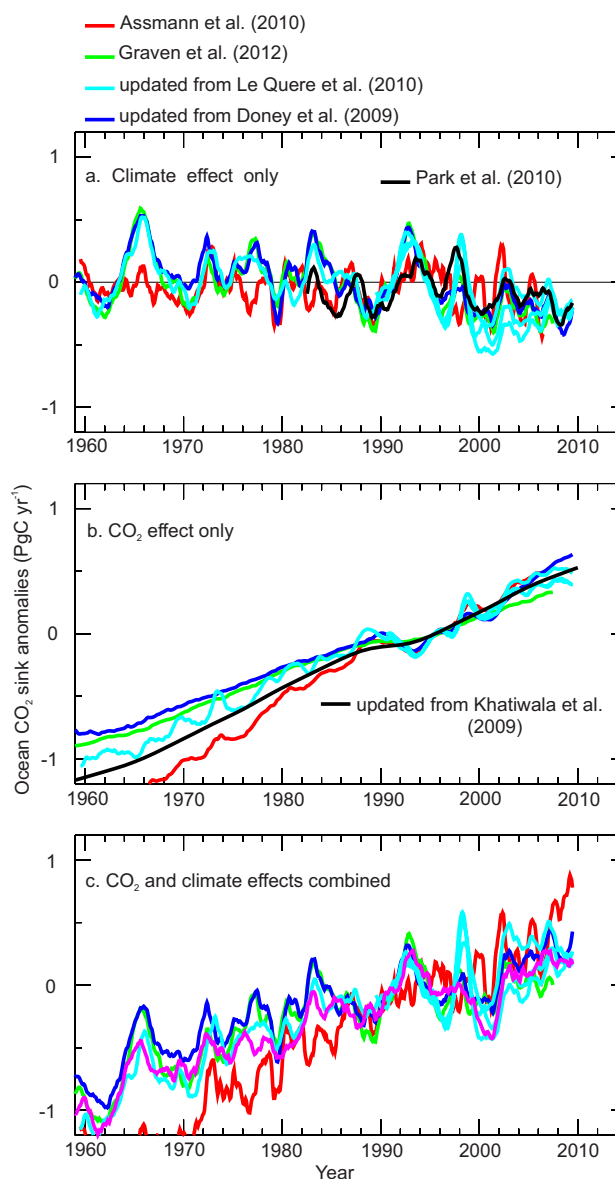 Assmann et al. (2010)
Graven et al. (2012)
updated from Le Quere et al. (2010)
updated from Doney et al. (2009)
1
a. Climate effect only
Park et al. (2010)
0
-1
1960 1970 1980 1990 2000 2010
Ocean CO₂ sink anomalies (PgC yr⁻¹)
1
b. CO₂ effect only
0
updated from Khatiwala et al.
(2009)
-1
1960 1970 1980 1990 2000 2010
1
c. CO₂ and climate effects combined
0
-1
1960 1970 1980 1990 2000 2010
Year